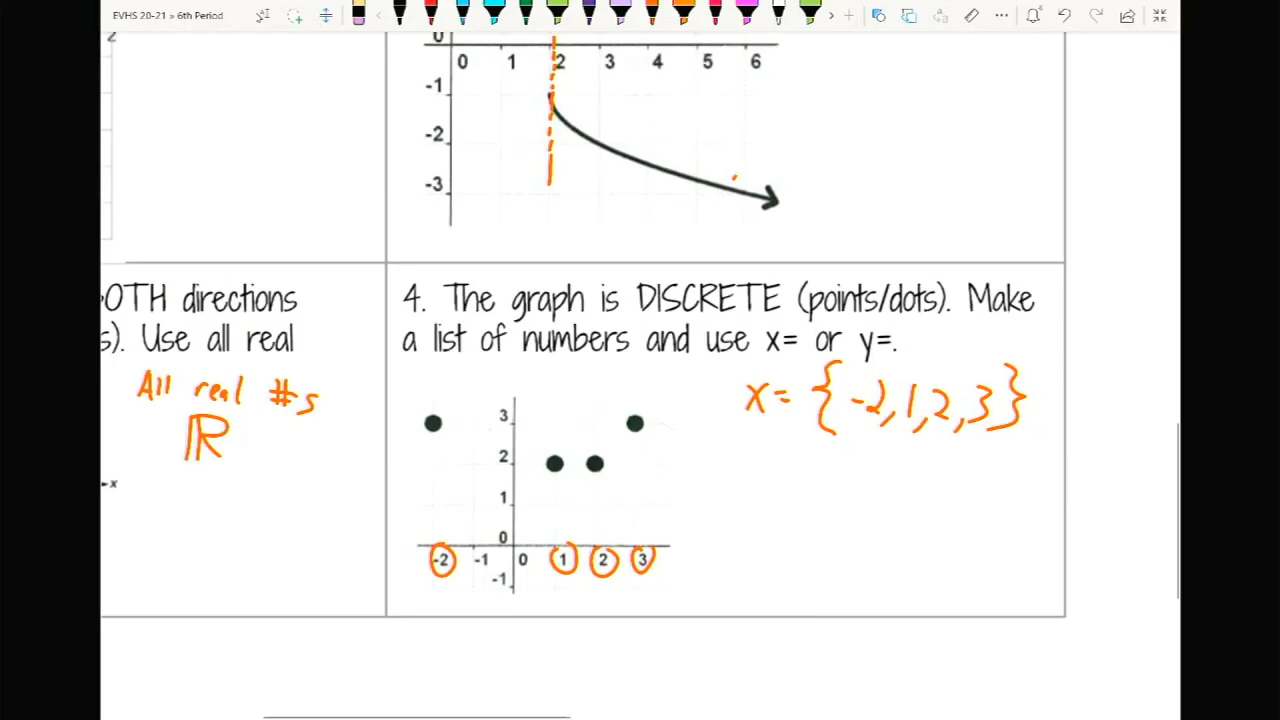 EVHS 20-21 » 6th Period
2
0
0 1 2 3 4 5 6
-1
-2
-3
OTH directions
s). Use all real
All real #s
ℝ
x
4. The graph is DISCRETE (points/dots). Make
a list of numbers and use x= or y=.
x = {-2, 1, 2, 3}
3
2
1
0
-2 -1 0 1 2 3
-1